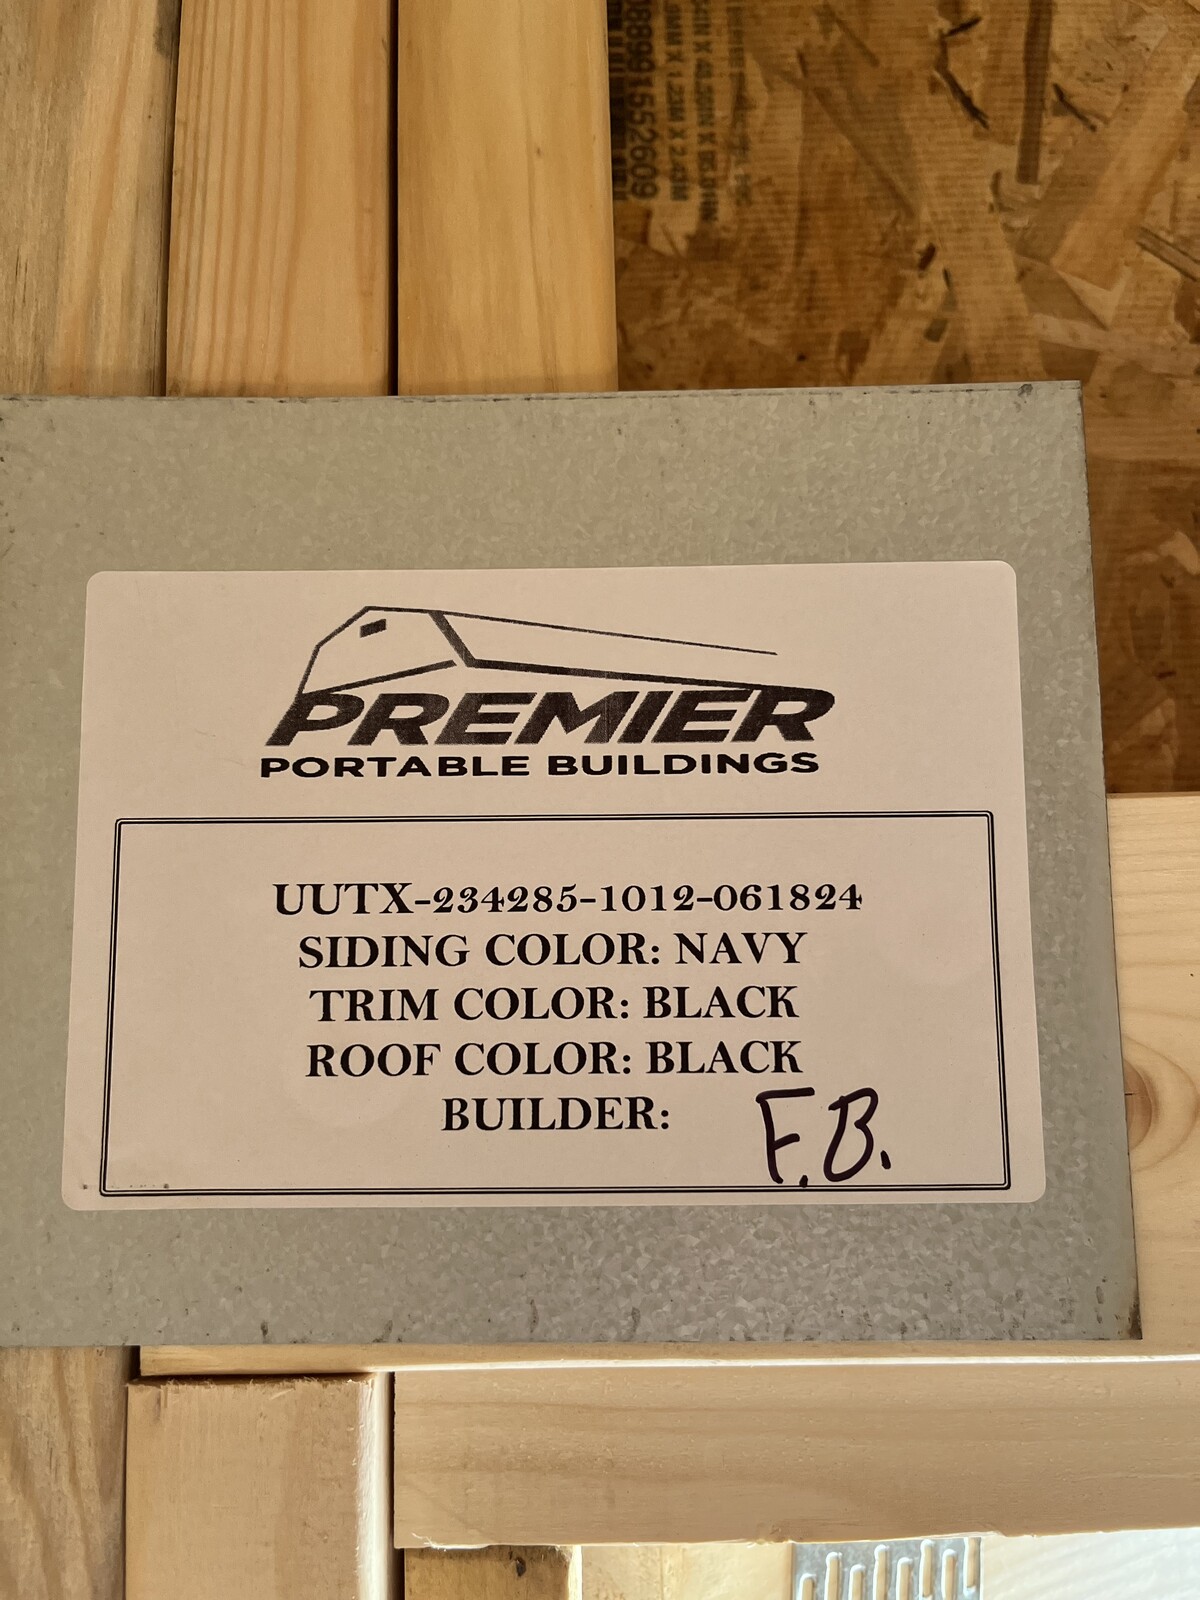 PREMIER
PORTABLE BUILDINGS
UUTX-234285-1012-061824
SIDING COLOR: NAVY
TRIM COLOR: BLACK
ROOF COLOR: BLACK
BUILDER: F.B.